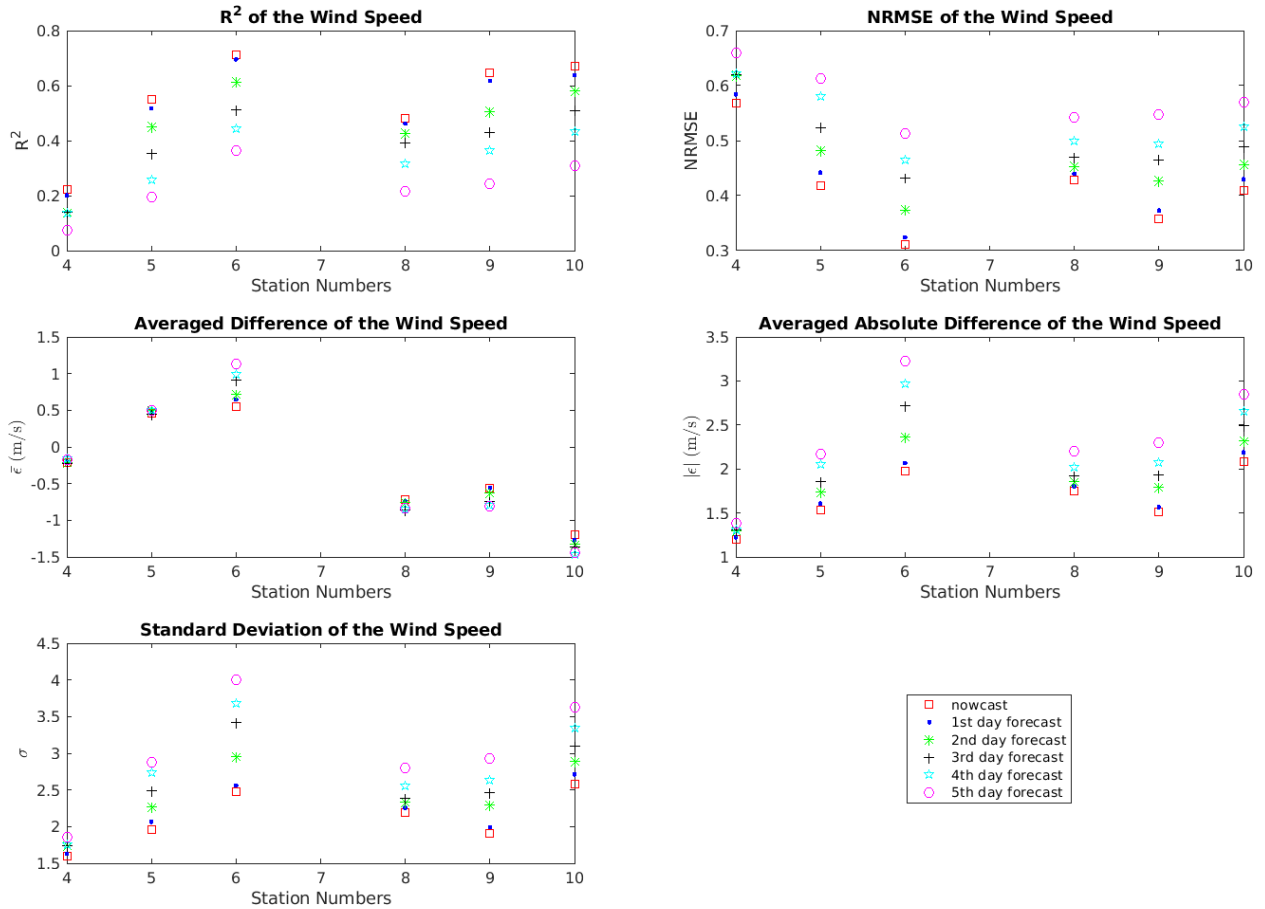 R² of the Wind Speed
0.8
0.6
0.4
0.2
0
R²
4 5 6 7 8 9 10
Station Numbers
NRMSE of the Wind Speed
0.7
0.6
0.5
0.4
0.3
NRMSE
4 5 6 7 8 9 10
Station Numbers
Averaged Difference of the Wind Speed
1.5
1
0.5
0
-0.5
-1
-1.5
ϵ̄ (m/s)
4 5 6 7 8 9 10
Station Numbers
Averaged Absolute Difference of the Wind Speed
3.5
3
2.5
2
1.5
1
|ϵ| (m/s)
4 5 6 7 8 9 10
Station Numbers
Standard Deviation of the Wind Speed
4.5
4
3.5
3
2.5
2
1.5
σ
4 5 6 7 8 9 10
Station Numbers
nowcast
1st day forecast
2nd day forecast
3rd day forecast
4th day forecast
5th day forecast